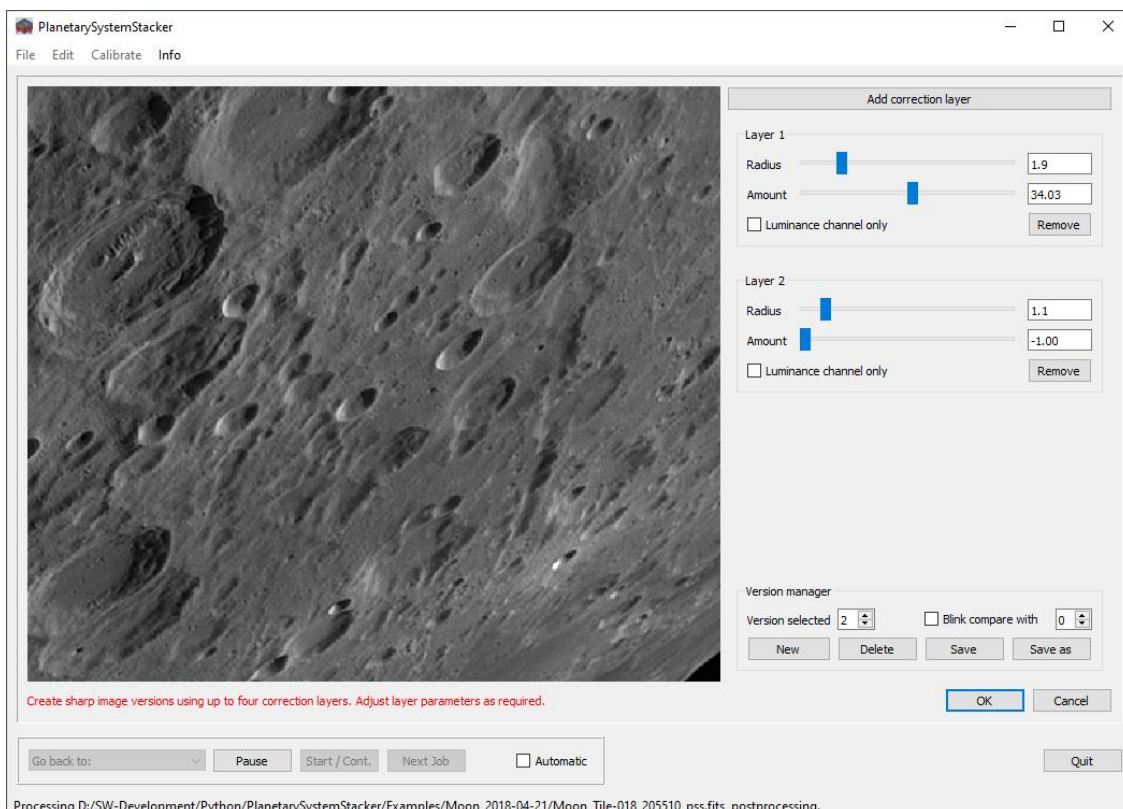 PlanetarySystemStacker
File Edit Calibrate Info
Add correction layer
Layer 1
Radius 1.9
Amount 34.03
Luminance channel only Remove
Layer 2
Radius 1.1
Amount -1.00
Luminance channel only Remove
Version manager
Version selected 2 Blink compare with 0
New Delete Save Save as
Create sharp image versions using up to four correction layers. Adjust layer parameters as required.
OK Cancel
Go back to: Pause Start / Cont. Next Job Automatic Quit
Processing D:/SW-Development/Python/PlanetarySystemStacker/Examples/Moon_2018-04-21/Moon_Tile-018_205510_pss.fits, postprocessing.